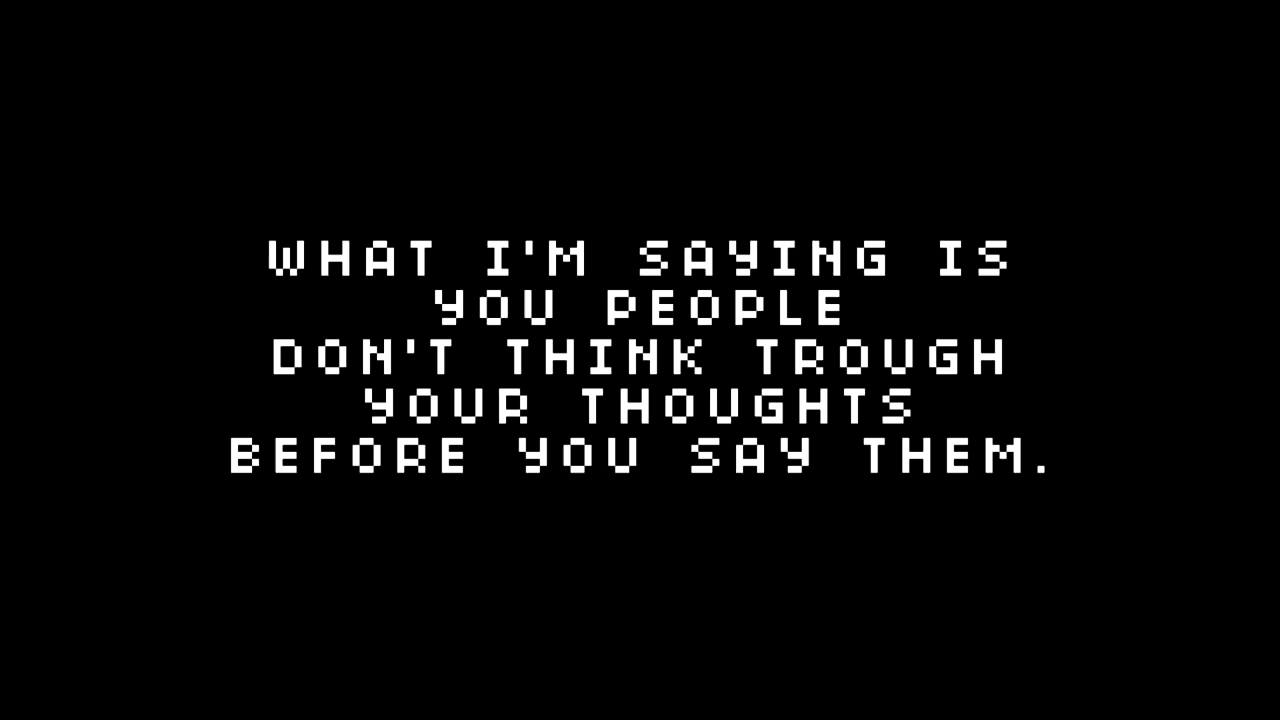 WHAT I'M SAYING IS
YOU PEOPLE
DON'T THINK TROUGH
YOUR THOUGHTS
BEFORE YOU SAY THEM.